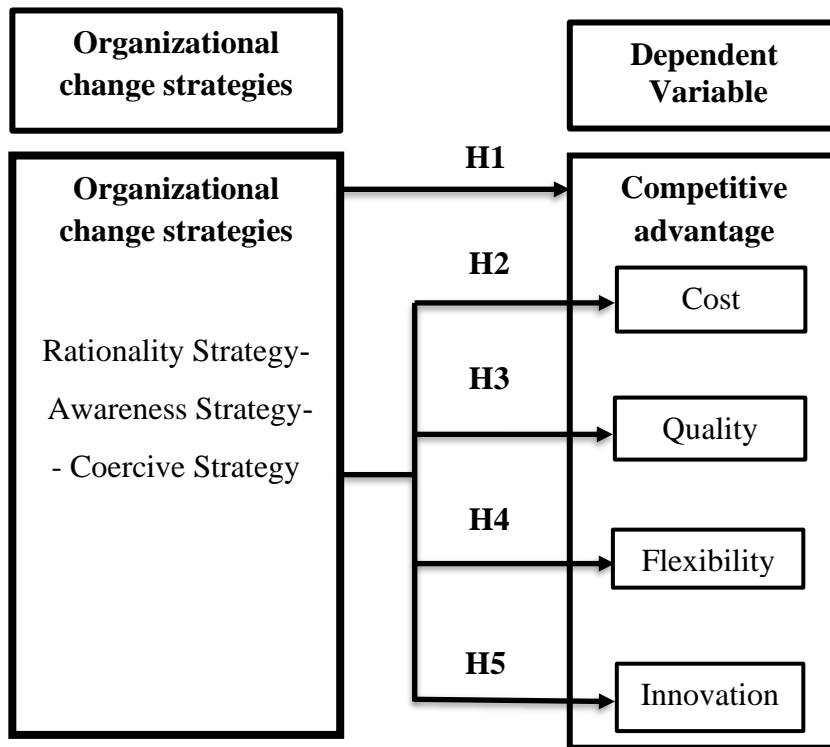 Organizational
change strategies
Dependent
Variable
Organizational
change strategies
Rationality Strategy-
Awareness Strategy-
- Coercive Strategy
H1
H2
H3
H4
H5
Competitive
advantage
Cost
Quality
Flexibility
Innovation